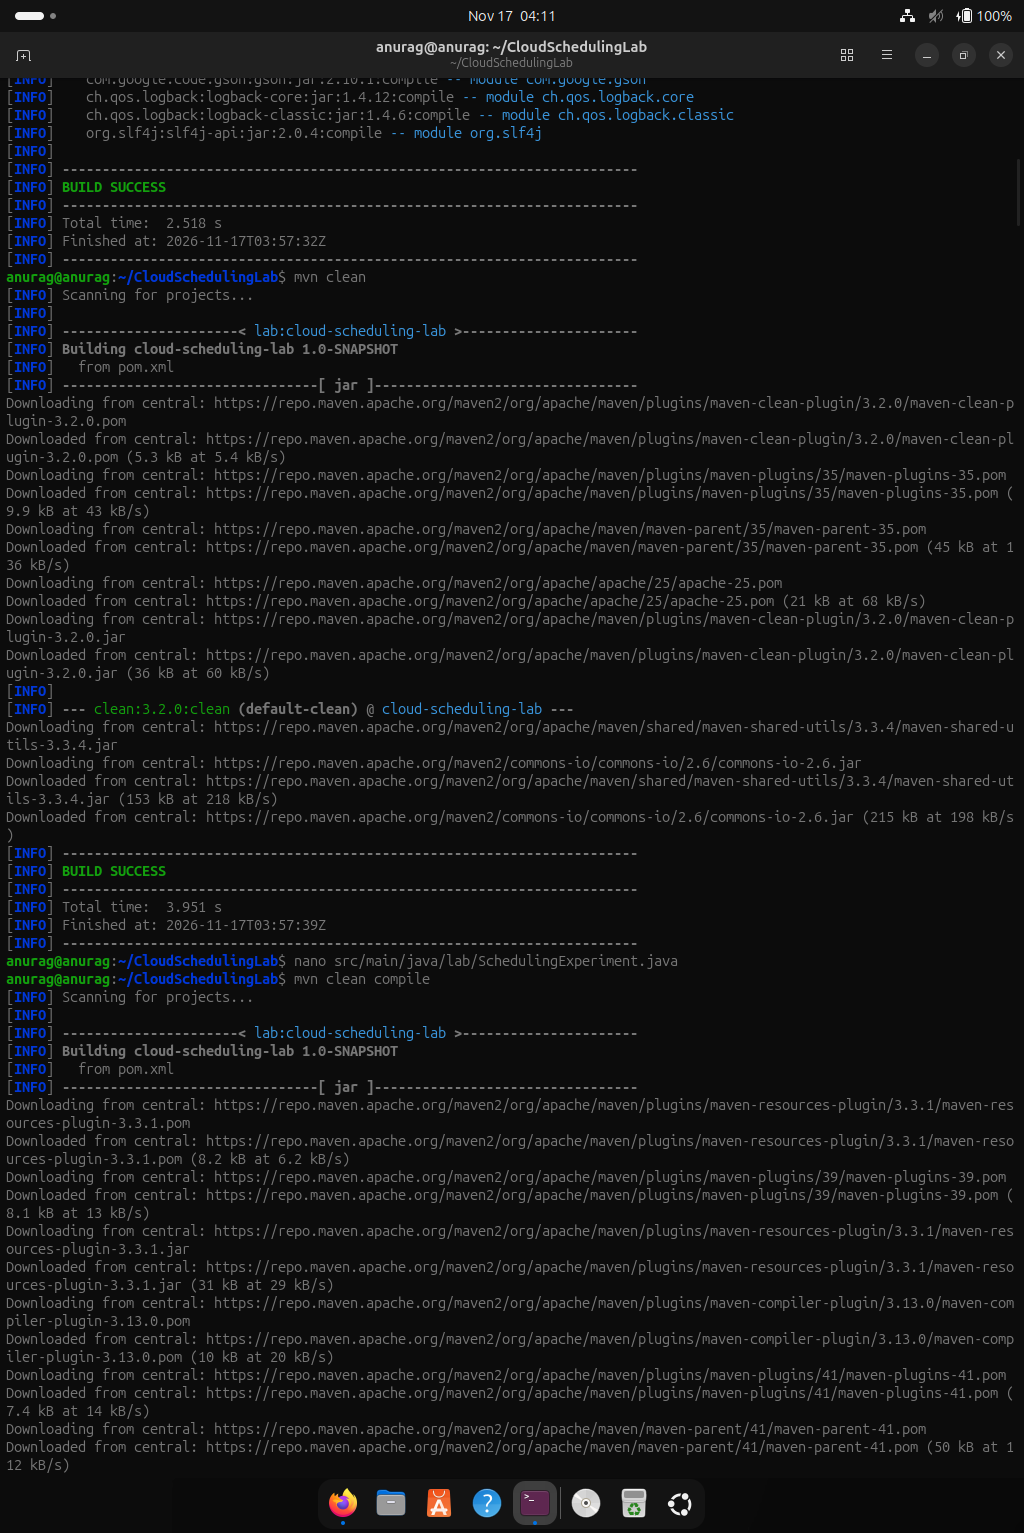 Nov 17 04:11
100%
anurag@anurag: ~/CloudSchedulingLab
~/CloudSchedulingLab
[INFO]    com.google.code.gson:gson:jar:2.10.1:compile -- module com.google.gson
[INFO]    ch.qos.logback:logback-core:jar:1.4.12:compile -- module ch.qos.logback.core
[INFO]    ch.qos.logback:logback-classic:jar:1.4.6:compile -- module ch.qos.logback.classic
[INFO]    org.slf4j:slf4j-api:jar:2.0.4:compile -- module org.slf4j
[INFO]
[INFO] ------------------------------------------------------------------------
[INFO] BUILD SUCCESS
[INFO] ------------------------------------------------------------------------
[INFO] Total time:  2.518 s
[INFO] Finished at: 2026-11-17T03:57:32Z
[INFO] ------------------------------------------------------------------------
anurag@anurag:~/CloudSchedulingLab$ mvn clean
[INFO] Scanning for projects...
[INFO]
[INFO] ----------------------< lab:cloud-scheduling-lab >----------------------
[INFO] Building cloud-scheduling-lab 1.0-SNAPSHOT
[INFO]   from pom.xml
[INFO] --------------------------------[ jar ]---------------------------------
Downloading from central: https://repo.maven.apache.org/maven2/org/apache/maven/plugins/maven-clean-plugin/3.2.0/maven-clean-p
lugin-3.2.0.pom
Downloaded from central: https://repo.maven.apache.org/maven2/org/apache/maven/plugins/maven-clean-plugin/3.2.0/maven-clean-pl
ugin-3.2.0.pom (5.3 kB at 5.4 kB/s)
Downloading from central: https://repo.maven.apache.org/maven2/org/apache/maven/plugins/maven-plugins/35/maven-plugins-35.pom
Downloaded from central: https://repo.maven.apache.org/maven2/org/apache/maven/plugins/maven-plugins/35/maven-plugins-35.pom (
9.9 kB at 43 kB/s)
Downloading from central: https://repo.maven.apache.org/maven2/org/apache/maven/maven-parent/35/maven-parent-35.pom
Downloaded from central: https://repo.maven.apache.org/maven2/org/apache/maven/maven-parent/35/maven-parent-35.pom (45 kB at 1
36 kB/s)
Downloading from central: https://repo.maven.apache.org/maven2/org/apache/apache/25/apache-25.pom
Downloaded from central: https://repo.maven.apache.org/maven2/org/apache/apache/25/apache-25.pom (21 kB at 68 kB/s)
Downloading from central: https://repo.maven.apache.org/maven2/org/apache/maven/plugins/maven-clean-plugin/3.2.0/maven-clean-p
lugin-3.2.0.jar
Downloaded from central: https://repo.maven.apache.org/maven2/org/apache/maven/plugins/maven-clean-plugin/3.2.0/maven-clean-pl
ugin-3.2.0.jar (36 kB at 60 kB/s)
[INFO]
[INFO] --- clean:3.2.0:clean (default-clean) @ cloud-scheduling-lab ---
Downloading from central: https://repo.maven.apache.org/maven2/org/apache/maven/shared/maven-shared-utils/3.3.4/maven-shared-u
tils-3.3.4.jar
Downloading from central: https://repo.maven.apache.org/maven2/commons-io/commons-io/2.6/commons-io-2.6.jar
Downloaded from central: https://repo.maven.apache.org/maven2/org/apache/maven/shared/maven-shared-utils/3.3.4/maven-shared-ut
ils-3.3.4.jar (153 kB at 218 kB/s)
Downloaded from central: https://repo.maven.apache.org/maven2/commons-io/commons-io/2.6/commons-io-2.6.jar (215 kB at 198 kB/s
)
[INFO] ------------------------------------------------------------------------
[INFO] BUILD SUCCESS
[INFO] ------------------------------------------------------------------------
[INFO] Total time:  3.951 s
[INFO] Finished at: 2026-11-17T03:57:39Z
[INFO] ------------------------------------------------------------------------
anurag@anurag:~/CloudSchedulingLab$ nano src/main/java/lab/SchedulingExperiment.java
anurag@anurag:~/CloudSchedulingLab$ mvn clean compile
[INFO] Scanning for projects...
[INFO]
[INFO] ----------------------< lab:cloud-scheduling-lab >----------------------
[INFO] Building cloud-scheduling-lab 1.0-SNAPSHOT
[INFO]   from pom.xml
[INFO] --------------------------------[ jar ]---------------------------------
Downloading from central: https://repo.maven.apache.org/maven2/org/apache/maven/plugins/maven-resources-plugin/3.3.1/maven-res
ources-plugin-3.3.1.pom
Downloaded from central: https://repo.maven.apache.org/maven2/org/apache/maven/plugins/maven-resources-plugin/3.3.1/maven-reso
urces-plugin-3.3.1.pom (8.2 kB at 6.2 kB/s)
Downloading from central: https://repo.maven.apache.org/maven2/org/apache/maven/plugins/maven-plugins/39/maven-plugins-39.pom
Downloaded from central: https://repo.maven.apache.org/maven2/org/apache/maven/plugins/maven-plugins/39/maven-plugins-39.pom (
8.1 kB at 13 kB/s)
Downloading from central: https://repo.maven.apache.org/maven2/org/apache/maven/plugins/maven-resources-plugin/3.3.1/maven-res
ources-plugin-3.3.1.jar
Downloaded from central: https://repo.maven.apache.org/maven2/org/apache/maven/plugins/maven-resources-plugin/3.3.1/maven-reso
urces-plugin-3.3.1.jar (31 kB at 29 kB/s)
Downloading from central: https://repo.maven.apache.org/maven2/org/apache/maven/plugins/maven-compiler-plugin/3.13.0/maven-com
piler-plugin-3.13.0.pom
Downloaded from central: https://repo.maven.apache.org/maven2/org/apache/maven/plugins/maven-compiler-plugin/3.13.0/maven-comp
iler-plugin-3.13.0.pom (10 kB at 20 kB/s)
Downloading from central: https://repo.maven.apache.org/maven2/org/apache/maven/plugins/maven-plugins/41/maven-plugins-41.pom
Downloaded from central: https://repo.maven.apache.org/maven2/org/apache/maven/plugins/maven-plugins/41/maven-plugins-41.pom (
7.4 kB at 14 kB/s)
Downloading from central: https://repo.maven.apache.org/maven2/org/apache/maven/maven-parent/41/maven-parent-41.pom
Downloaded from central: https://repo.maven.apache.org/maven2/org/apache/maven/maven-parent/41/maven-parent-41.pom (50 kB at 1
12 kB/s)